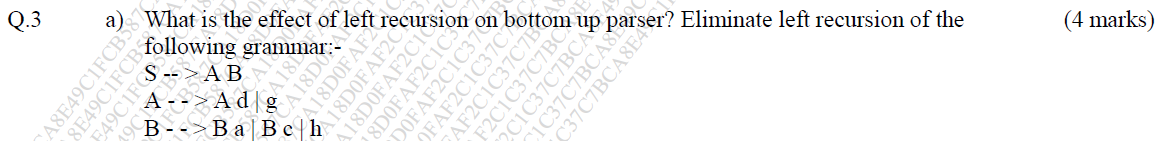 Q.3 a) What is the effect of left recursion on bottom up parser? Eliminate left recursion of the (4 marks)
following grammar:-
S -- > A B
A - - > A d | g
B - - > B a | B c | h